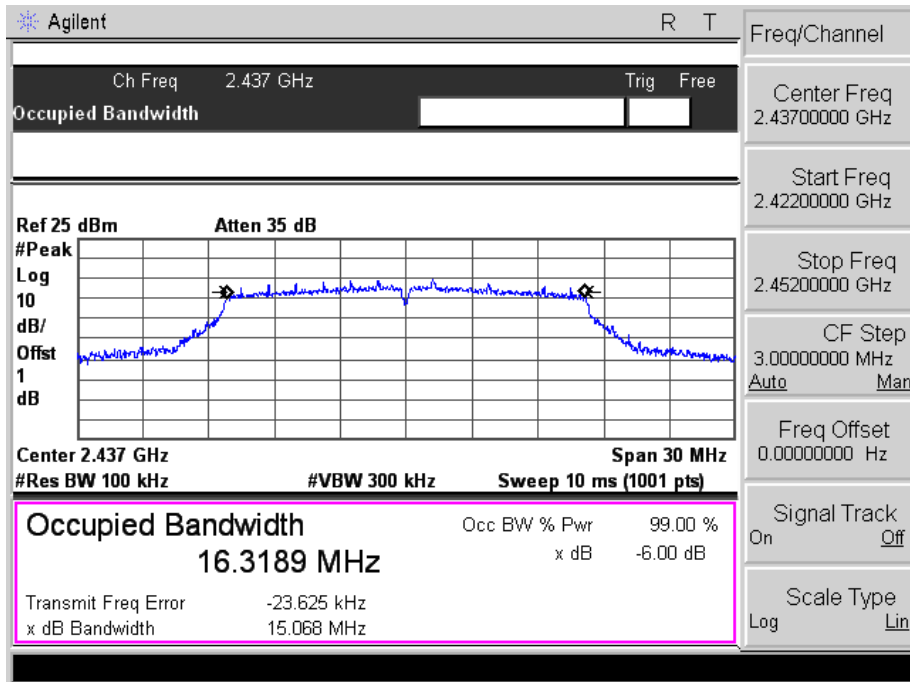 Agilent R T
Ch Freq 2.437 GHz Trig Free
Occupied Bandwidth
Ref 25 dBm Atten 35 dB
#Peak
Log
10
dB/
Offst
1
dB
Center 2.437 GHz Span 30 MHz
#Res BW 100 kHz #VBW 300 kHz Sweep 10 ms (1001 pts)
Occupied Bandwidth Occ BW % Pwr 99.00 %
16.3189 MHz x dB -6.00 dB
Transmit Freq Error -23.625 kHz
x dB Bandwidth 15.068 MHz
Freq/Channel
Center Freq
2.43700000 GHz
Start Freq
2.42200000 GHz
Stop Freq
2.45200000 GHz
CF Step
3.00000000 MHz
Auto Man
Freq Offset
0.00000000 Hz
Signal Track
On Off
Scale Type
Log Lin